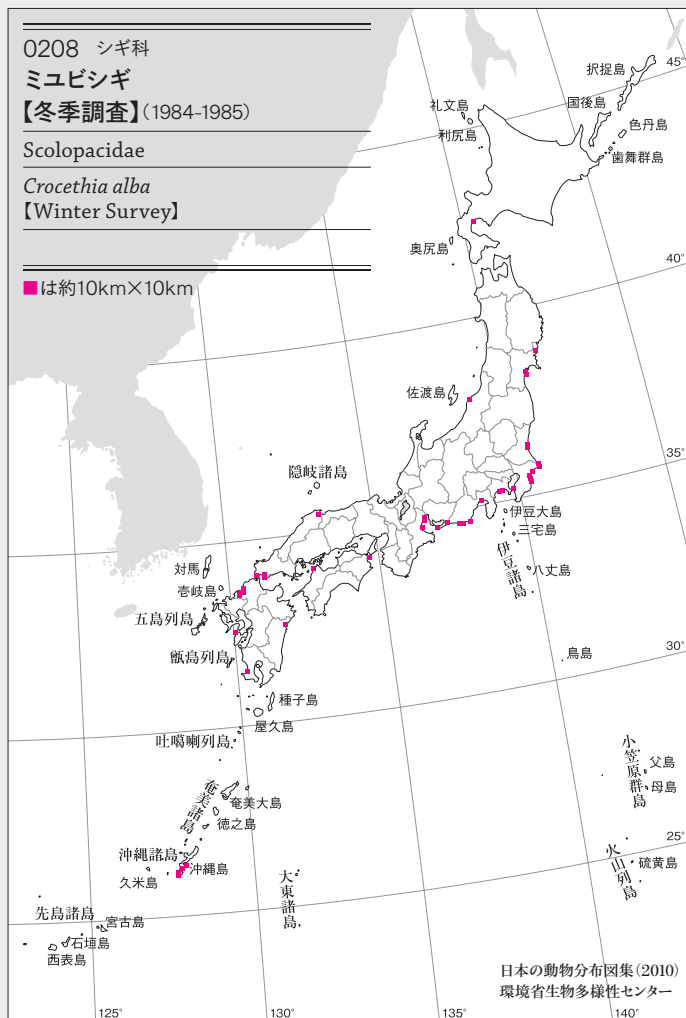 0208 シギ科
ミユビシギ
【冬季調査】(1984-1985)
Scolopacidae
Crocethia alba
【Winter Survey】
■は約10km×10km
択捉島
45°
国後島
礼文島
色丹島
利尻島
歯舞群島
奥尻島
40°
佐渡島
35°
隠岐諸島
伊豆大島
三宅島
伊豆諸島
八丈島
対馬
壱岐島
五島列島
甑島列島
鳥島
30°
種子島
屋久島
吐噶喇列島
小笠原群島
父島
母島
奄美諸島
奄美大島
徳之島
25°
沖縄諸島
沖縄島
久米島
大東諸島
火山列島
硫黄島
先島諸島
宮古島
石垣島
西表島
日本の動物分布図集(2010)
環境省生物多様性センター
125°
130°
135°
140°